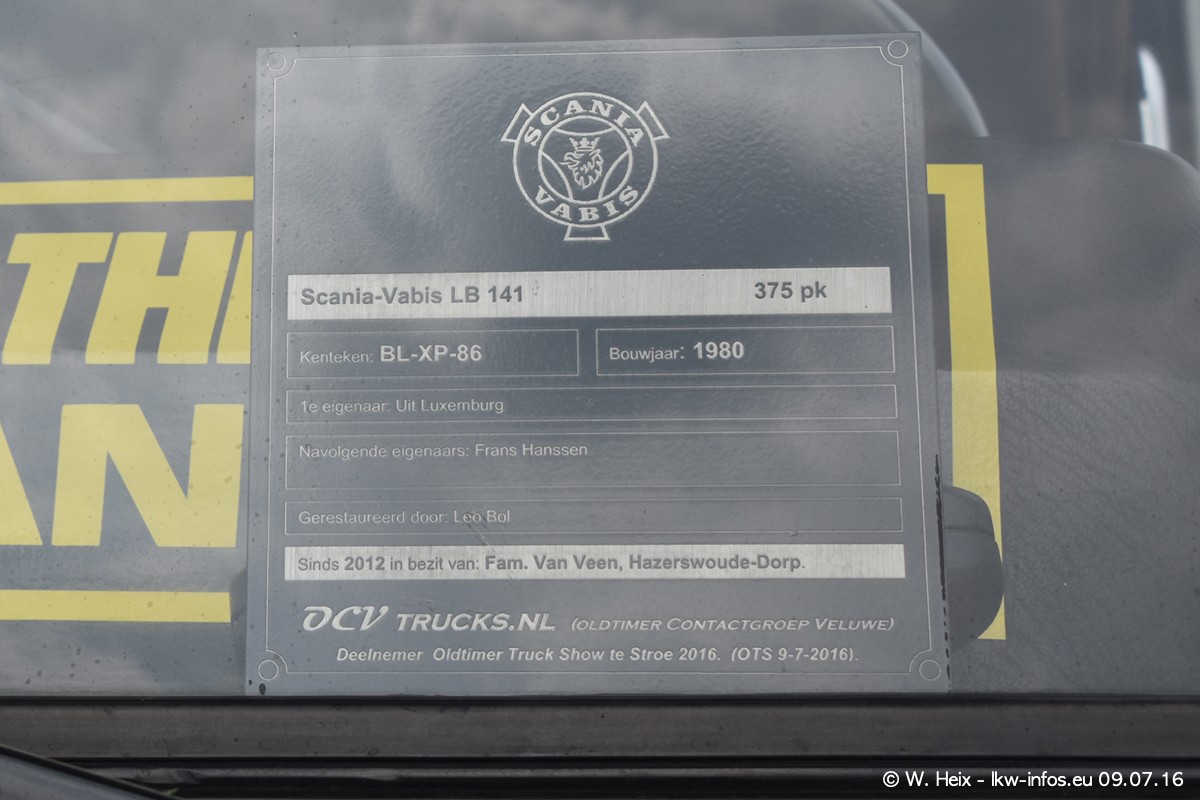 SCANIA
VABIS
THE
AN
Scania-Vabis LB 141 375 pk
Kenteken: BL-XP-86 Bouwjaar: 1980
1e eigenaar: Uit Luxemburg
Navolgende eigenaars: Frans Hanssen
Gerestaureerd door: Leo Bol
Sinds 2012 in bezit van: Fam. Van Veen, Hazerswoude-Dorp.
OCV TRUCKS.NL (OLDTIMER CONTACTGROEP VELUWE)
Deelnemer Oldtimer Truck Show te Stroe 2016. (OTS 9-7-2016).
© W. Heix - lkw-infos.eu 09.07.16